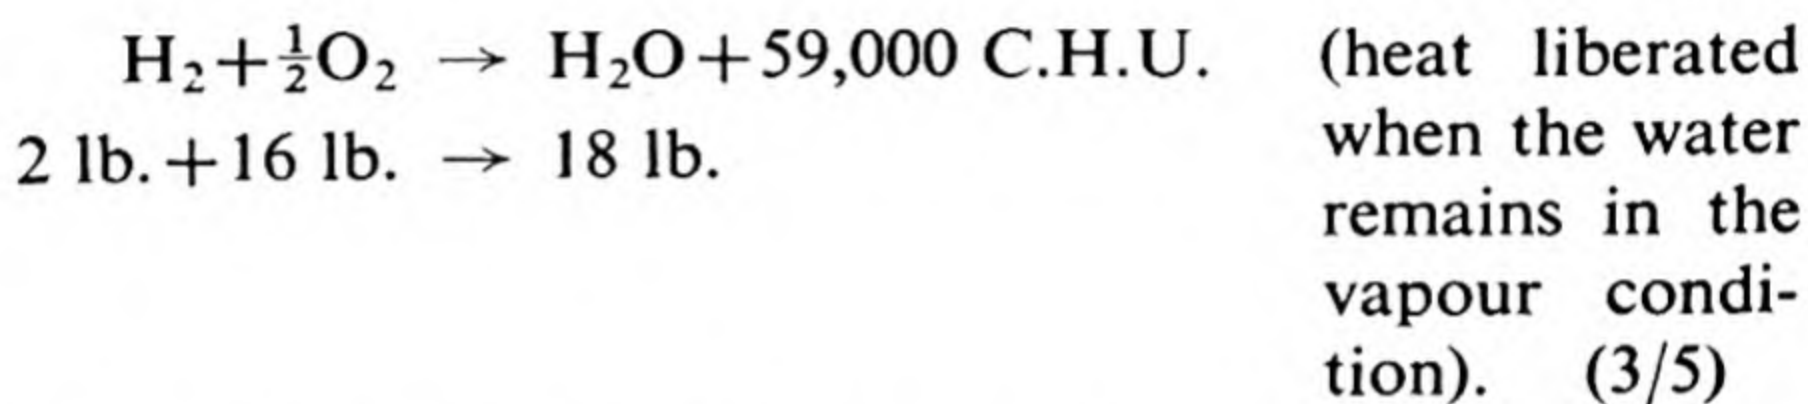 H₂+½O₂ → H₂O+59,000 C.H.U. (heat liberated
2 lb.+16 lb. → 18 lb. when the water
remains in the
vapour condi-
tion). (3/5)